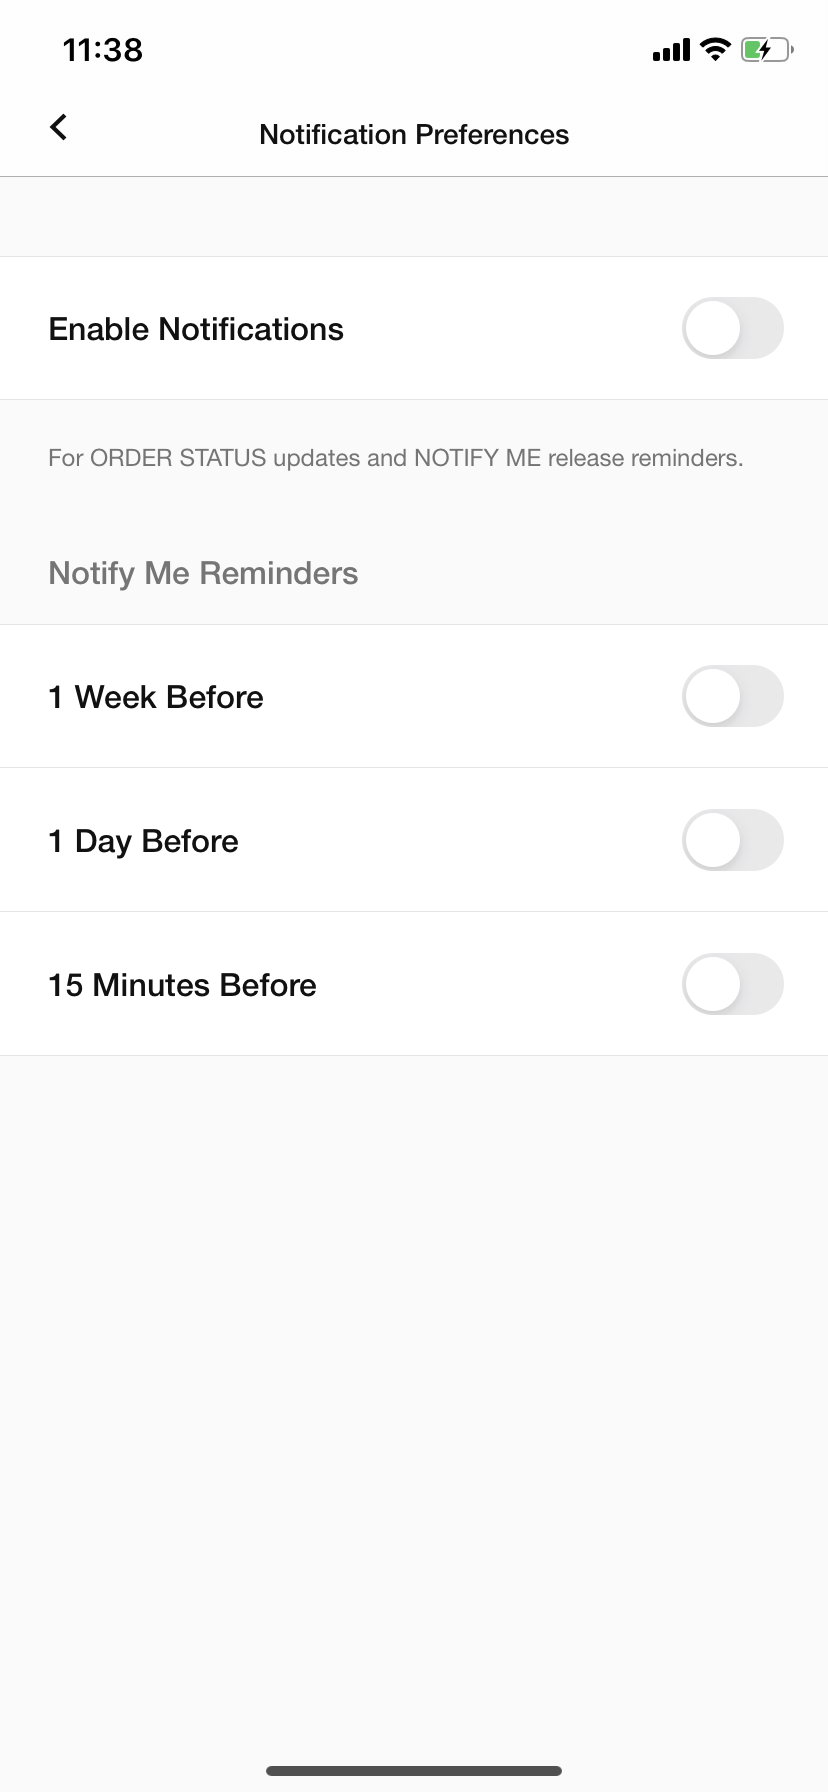 11:38
Notification Preferences
Enable Notifications
For ORDER STATUS updates and NOTIFY ME release reminders.
Notify Me Reminders
1 Week Before
1 Day Before
15 Minutes Before